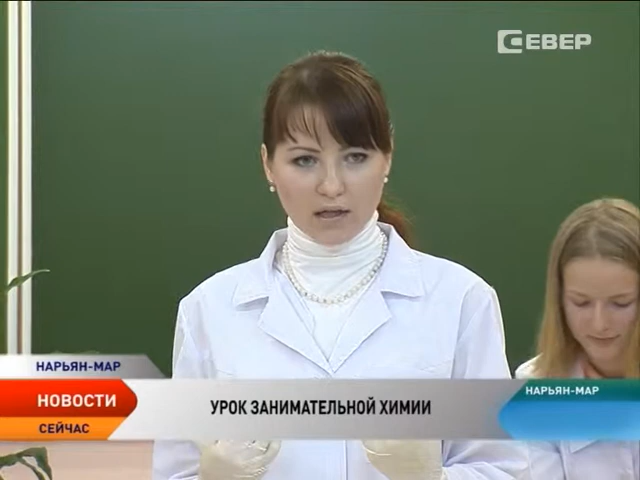 СЕВЕР
НАРЬЯН-МАР
НОВОСТИ
СЕЙЧАС
УРОК ЗАНИМАТЕЛЬНОЙ ХИМИИ
НАРЬЯН-МАР